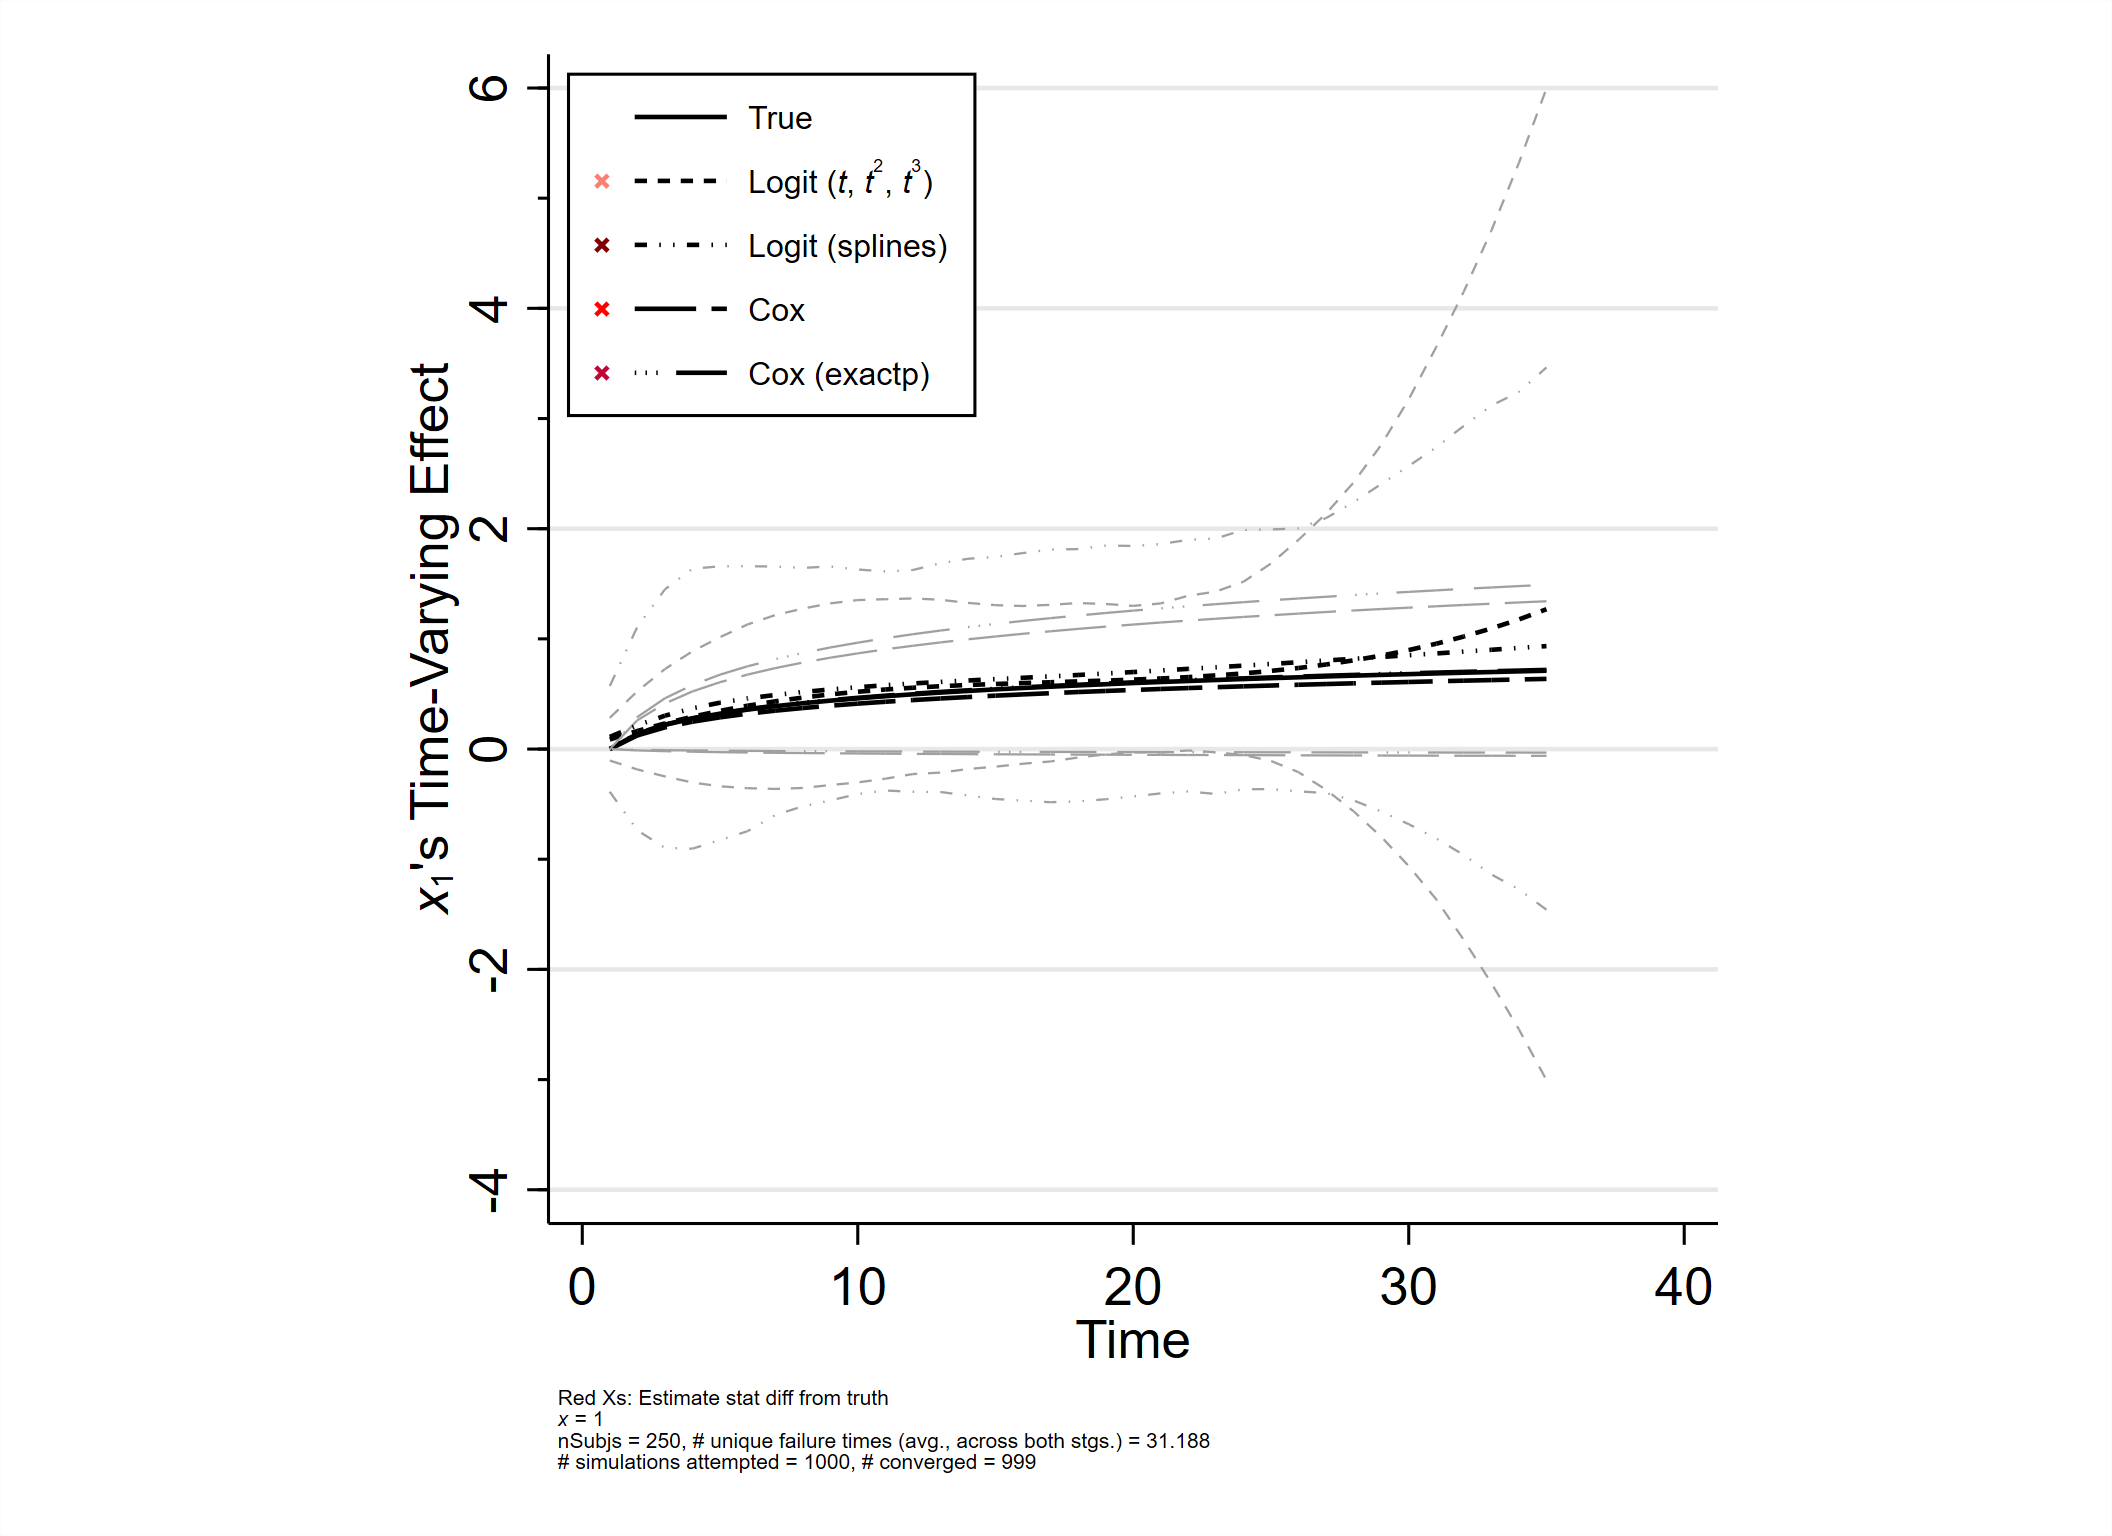 True
Logit (t, t², t³)
Logit (splines)
Cox
Cox (exactp)
x₁'s Time-Varying Effect
6
4
2
0
-2
-4
0 10 20 30 40
Time
Red Xs: Estimate stat diff from truth
x = 1
nSubjs = 250, # unique failure times (avg., across both stgs.) = 31.188
# simulations attempted = 1000, # converged = 999